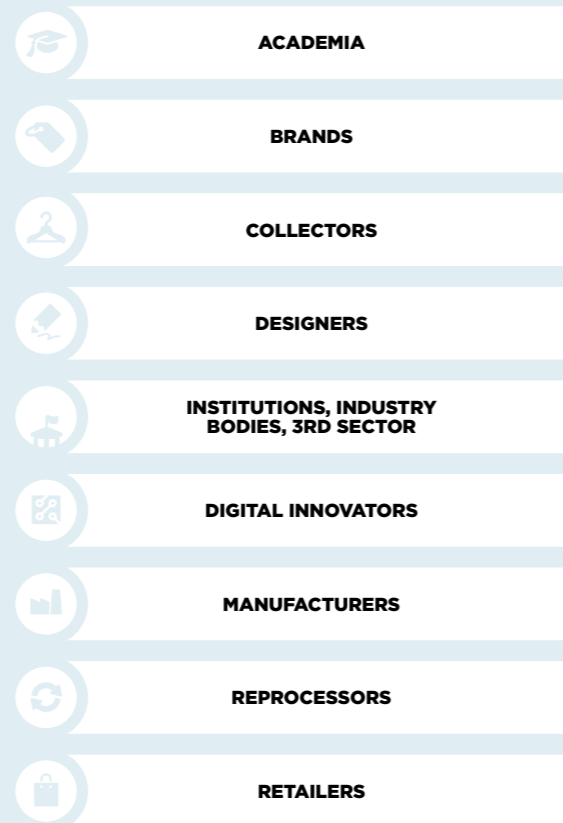 ACADEMIA
BRANDS
COLLECTORS
DESIGNERS
INSTITUTIONS, INDUSTRY
BODIES, 3RD SECTOR
DIGITAL INNOVATORS
MANUFACTURERS
REPROCESSORS
RETAILERS